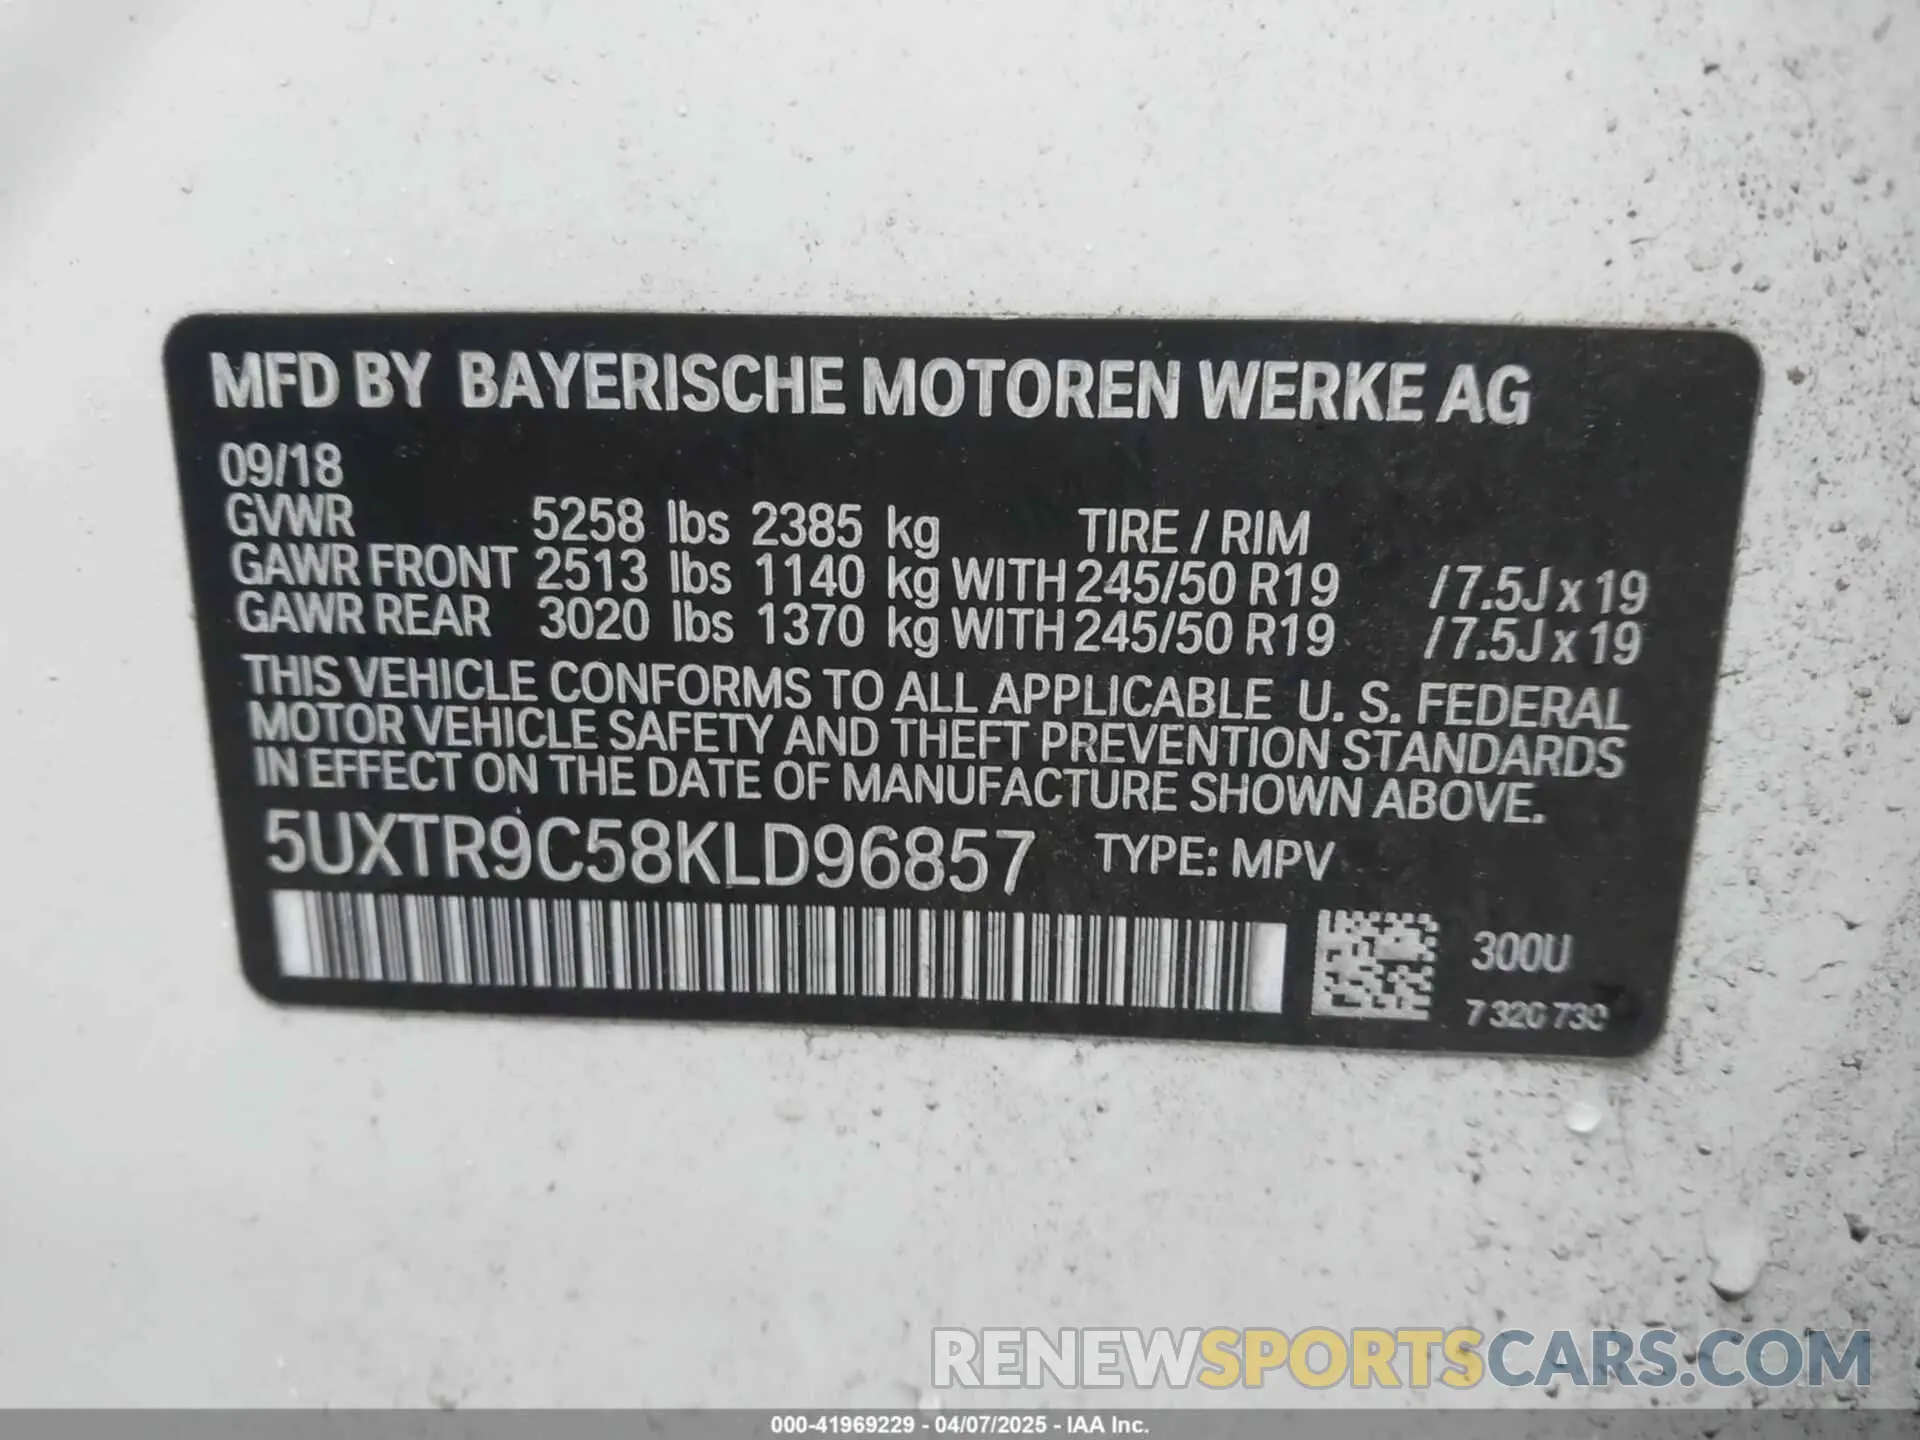 MFD BY BAYERISCHE MOTOREN WERKE AG
09/18
GVWR 5258 lbs 2385 kg TIRE / RIM
GAWR FRONT 2513 lbs 1140 kg WITH 245/50 R19 /7.5J x 19
GAWR REAR 3020 lbs 1370 kg WITH 245/50 R19 /7.5J x 19
THIS VEHICLE CONFORMS TO ALL APPLICABLE U. S. FEDERAL
MOTOR VEHICLE SAFETY AND THEFT PREVENTION STANDARDS
IN EFFECT ON THE DATE OF MANUFACTURE SHOWN ABOVE.
5UXTR9C58KLD96857 TYPE: MPV
300U
7 320 730
RENEWSPORTSCARS.COM
000-41969229 - 04/07/2025 - IAA Inc.